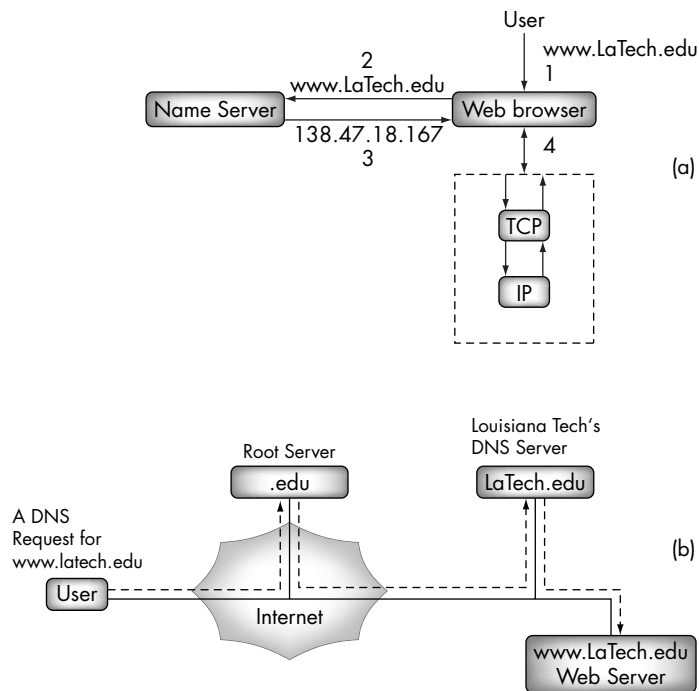 User
www.LaTech.edu
1
2
www.LaTech.edu
Name Server
Web browser
138.47.18.167
3
4
(a)
TCP
IP
Louisiana Tech‘s
DNS Server
Root Server
.edu
LaTech.edu
A DNS
Request for
www.latech.edu
(b)
User
Internet
www.LaTech.edu
Web Server